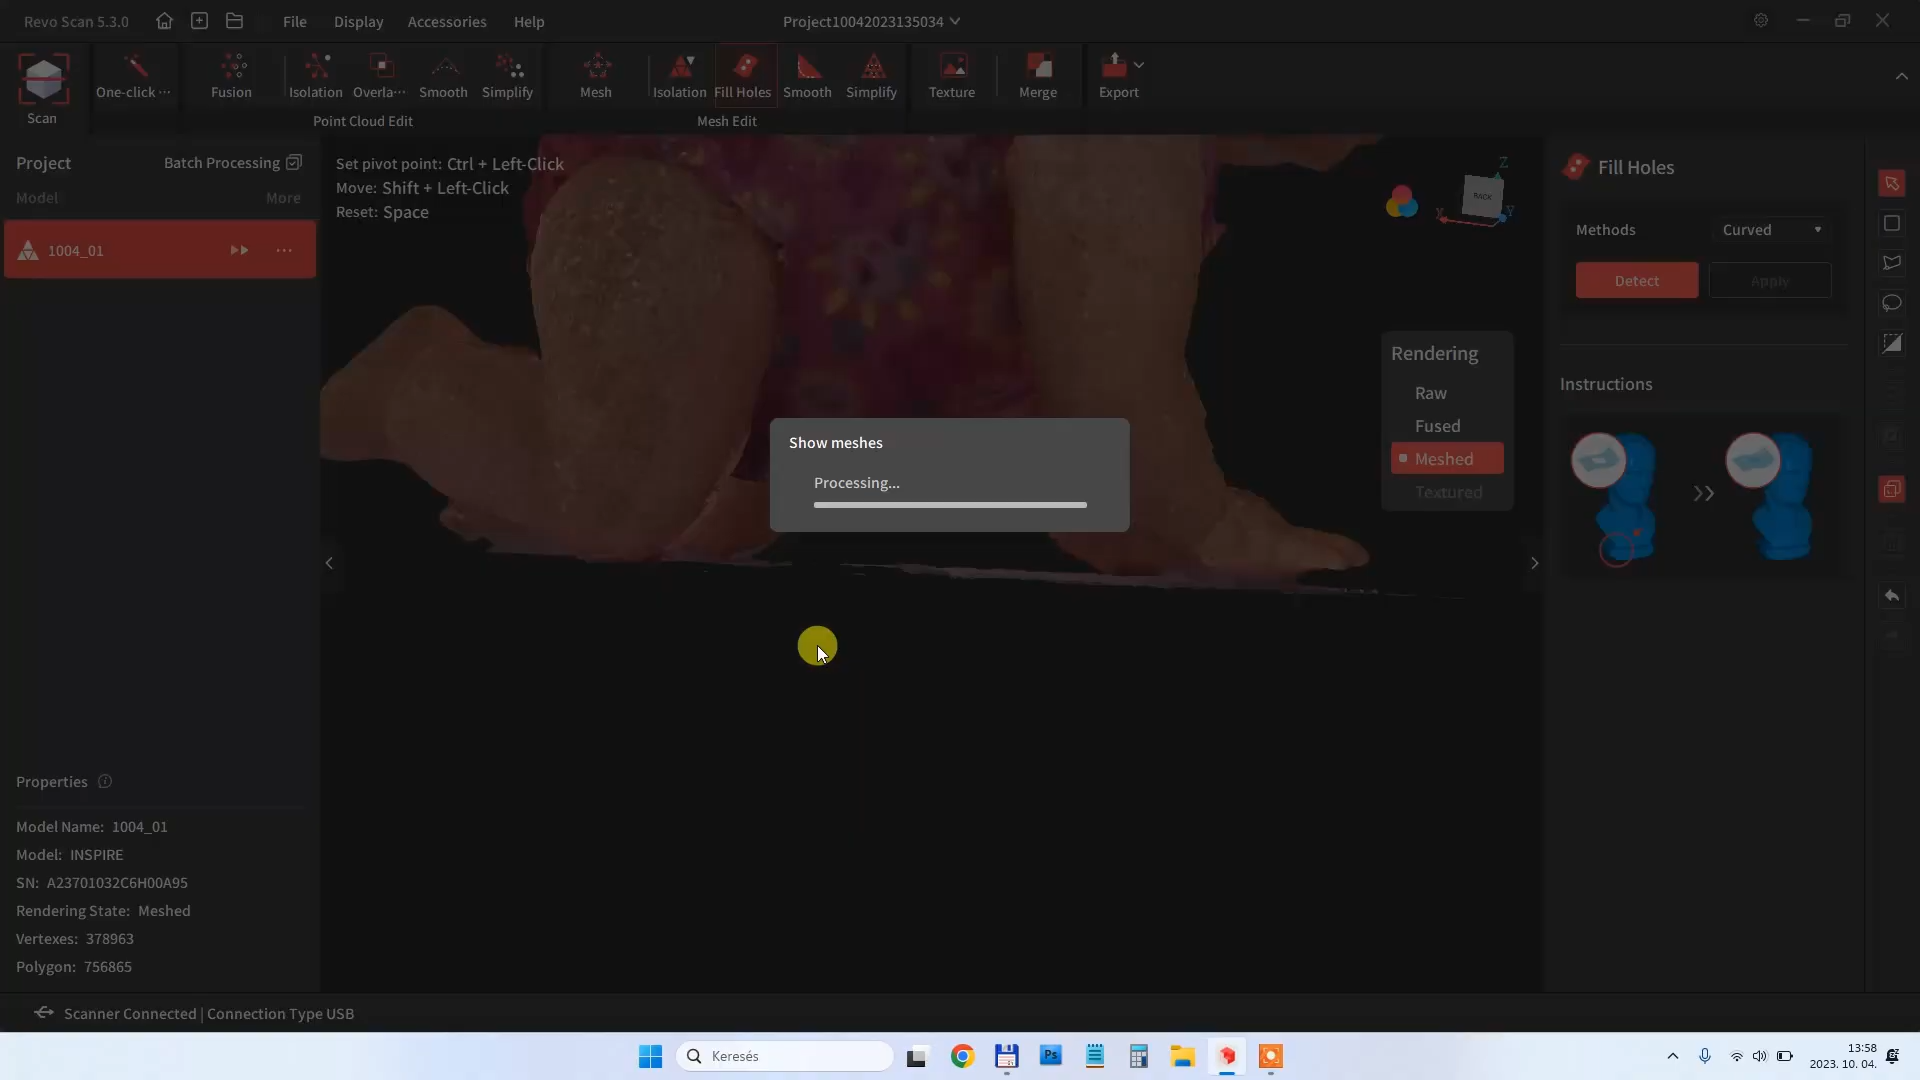 Revo Scan 5.3.0
File
Display
Accessories
Help
Project10042023135034
Scan
One-click ···
Fusion
Isolation
Overla···
Smooth
Simplify
Point Cloud Edit
Mesh
Isolation
Fill Holes
Smooth
Simplify
Mesh Edit
Texture
Merge
Export
Project
Batch Processing
Model
More
1004_01
Set pivot point: Ctrl + Left-Click
Move: Shift + Left-Click
Reset: Space
Z
BACK
X
Y
Rendering
Raw
Fused
Meshed
Textured
Show meshes
Processing...
Fill Holes
Methods
Curved
Detect
Apply
Instructions
Properties
Model Name: 1004_01
Model: INSPIRE
SN: A23701032C6H00A95
Rendering State: Meshed
Vertexes: 378963
Polygon: 756865
Scanner Connected | Connection Type USB
Keresés
Ps
13:58
2023. 10. 04.